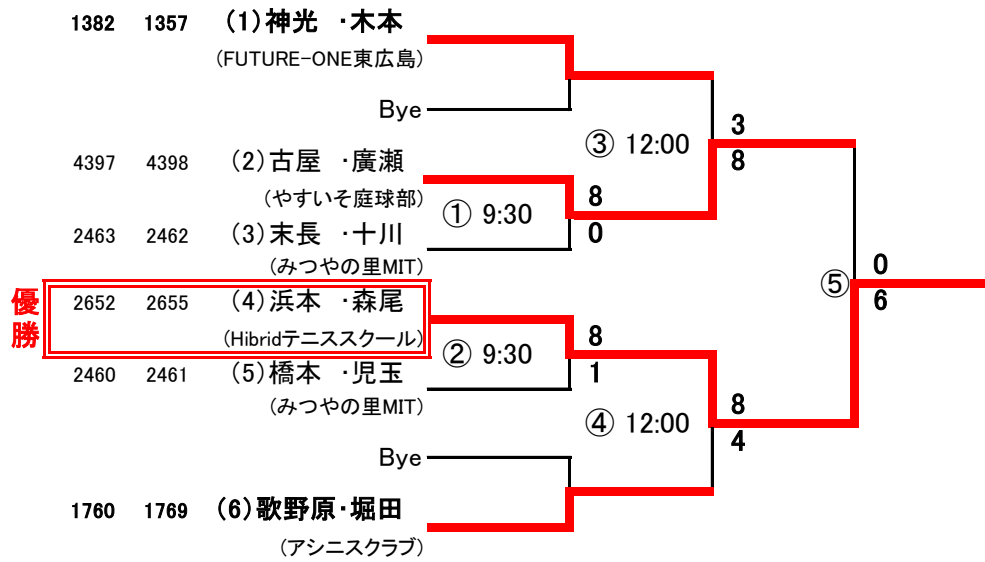 1382 1357 (1)神光 ・木本
(FUTURE-ONE東広島)
Bye
3
③ 12:00
8
4397 4398 (2)古屋 ・廣瀬
(やすいそ庭球部)
8
① 9:30
0
2463 2462 (3)末長 ・十川
(みつやの里MIT)
0
⑤
6
優勝
2652 2655 (4)浜本 ・森尾
(Hibridテニススクール)
8
② 9:30
1
2460 2461 (5)橋本 ・児玉
(みつやの里MIT)
8
④ 12:00
4
Bye
1760 1769 (6)歌野原・堀田
(アシニスクラブ)